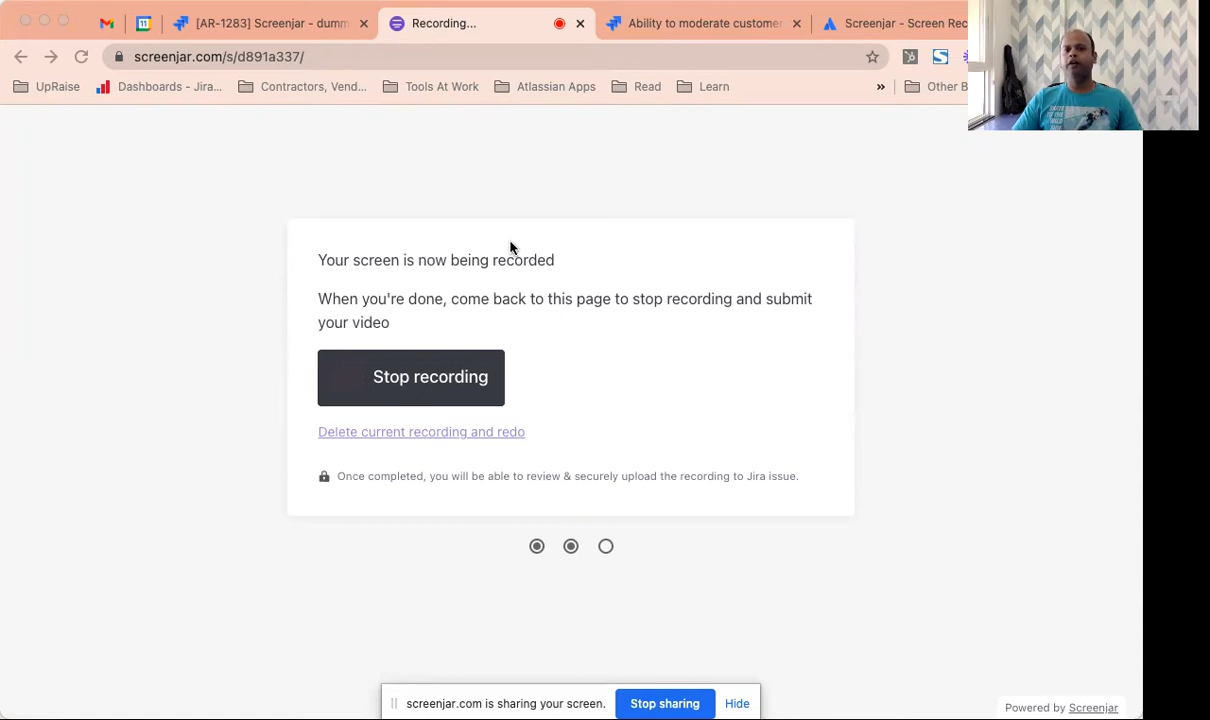 [AR-1283] Screenjar - dumm
Recording...
Ability to moderate customer
Screenjar - Screen Rec
screenjar.com/s/d891a337/
UpRaise
Dashboards - Jira...
Contractors, Vend...
Tools At Work
Atlassian Apps
Read
Learn
»
Other B
Your screen is now being recorded
When you're done, come back to this page to stop recording and submit
your video
Stop recording
Delete current recording and redo
Once completed, you will be able to review & securely upload the recording to Jira issue.
screenjar.com is sharing your screen.
Stop sharing
Hide
Powered by Screenjar